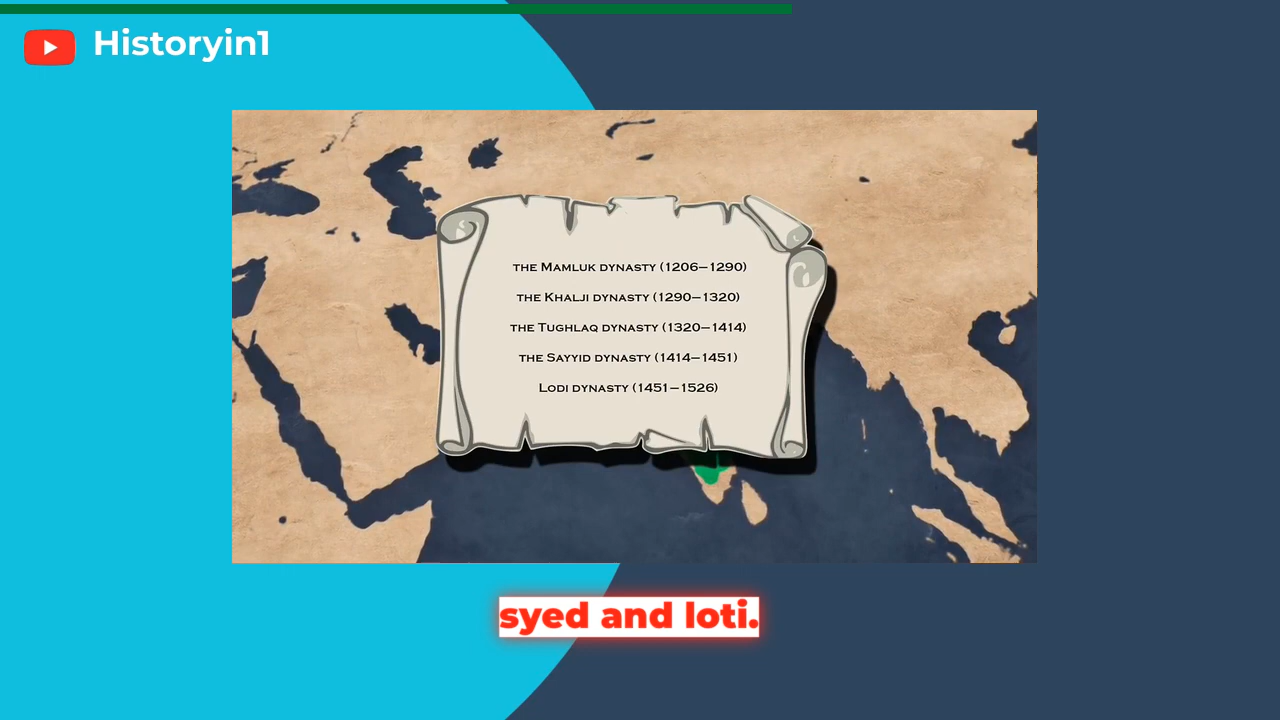 Historyin1
THE MAMLUK DYNASTY (1206–1290)
THE KHALJI DYNASTY (1290–1320)
THE TUGHLAQ DYNASTY (1320–1414)
THE SAYYID DYNASTY (1414–1451)
LODI DYNASTY (1451–1526)
syed and loti.